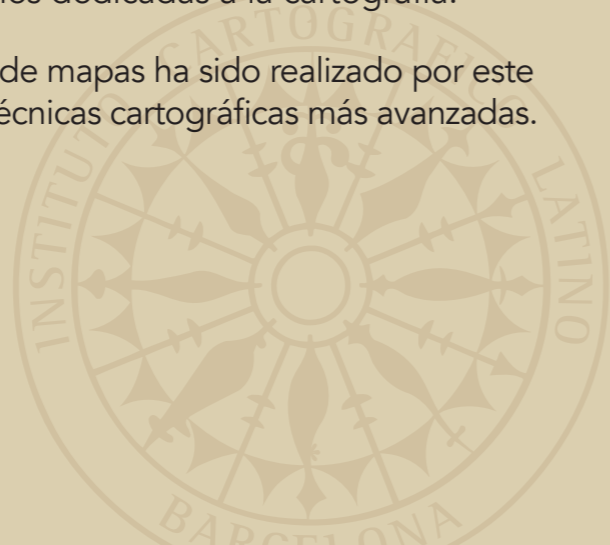 dedicadas a la cartografía.
de mapas ha sido realizado por este
écnicas cartográficas más avanzadas.
INSTITUTO CARTOGRAFICO LATINO
BARCELONA